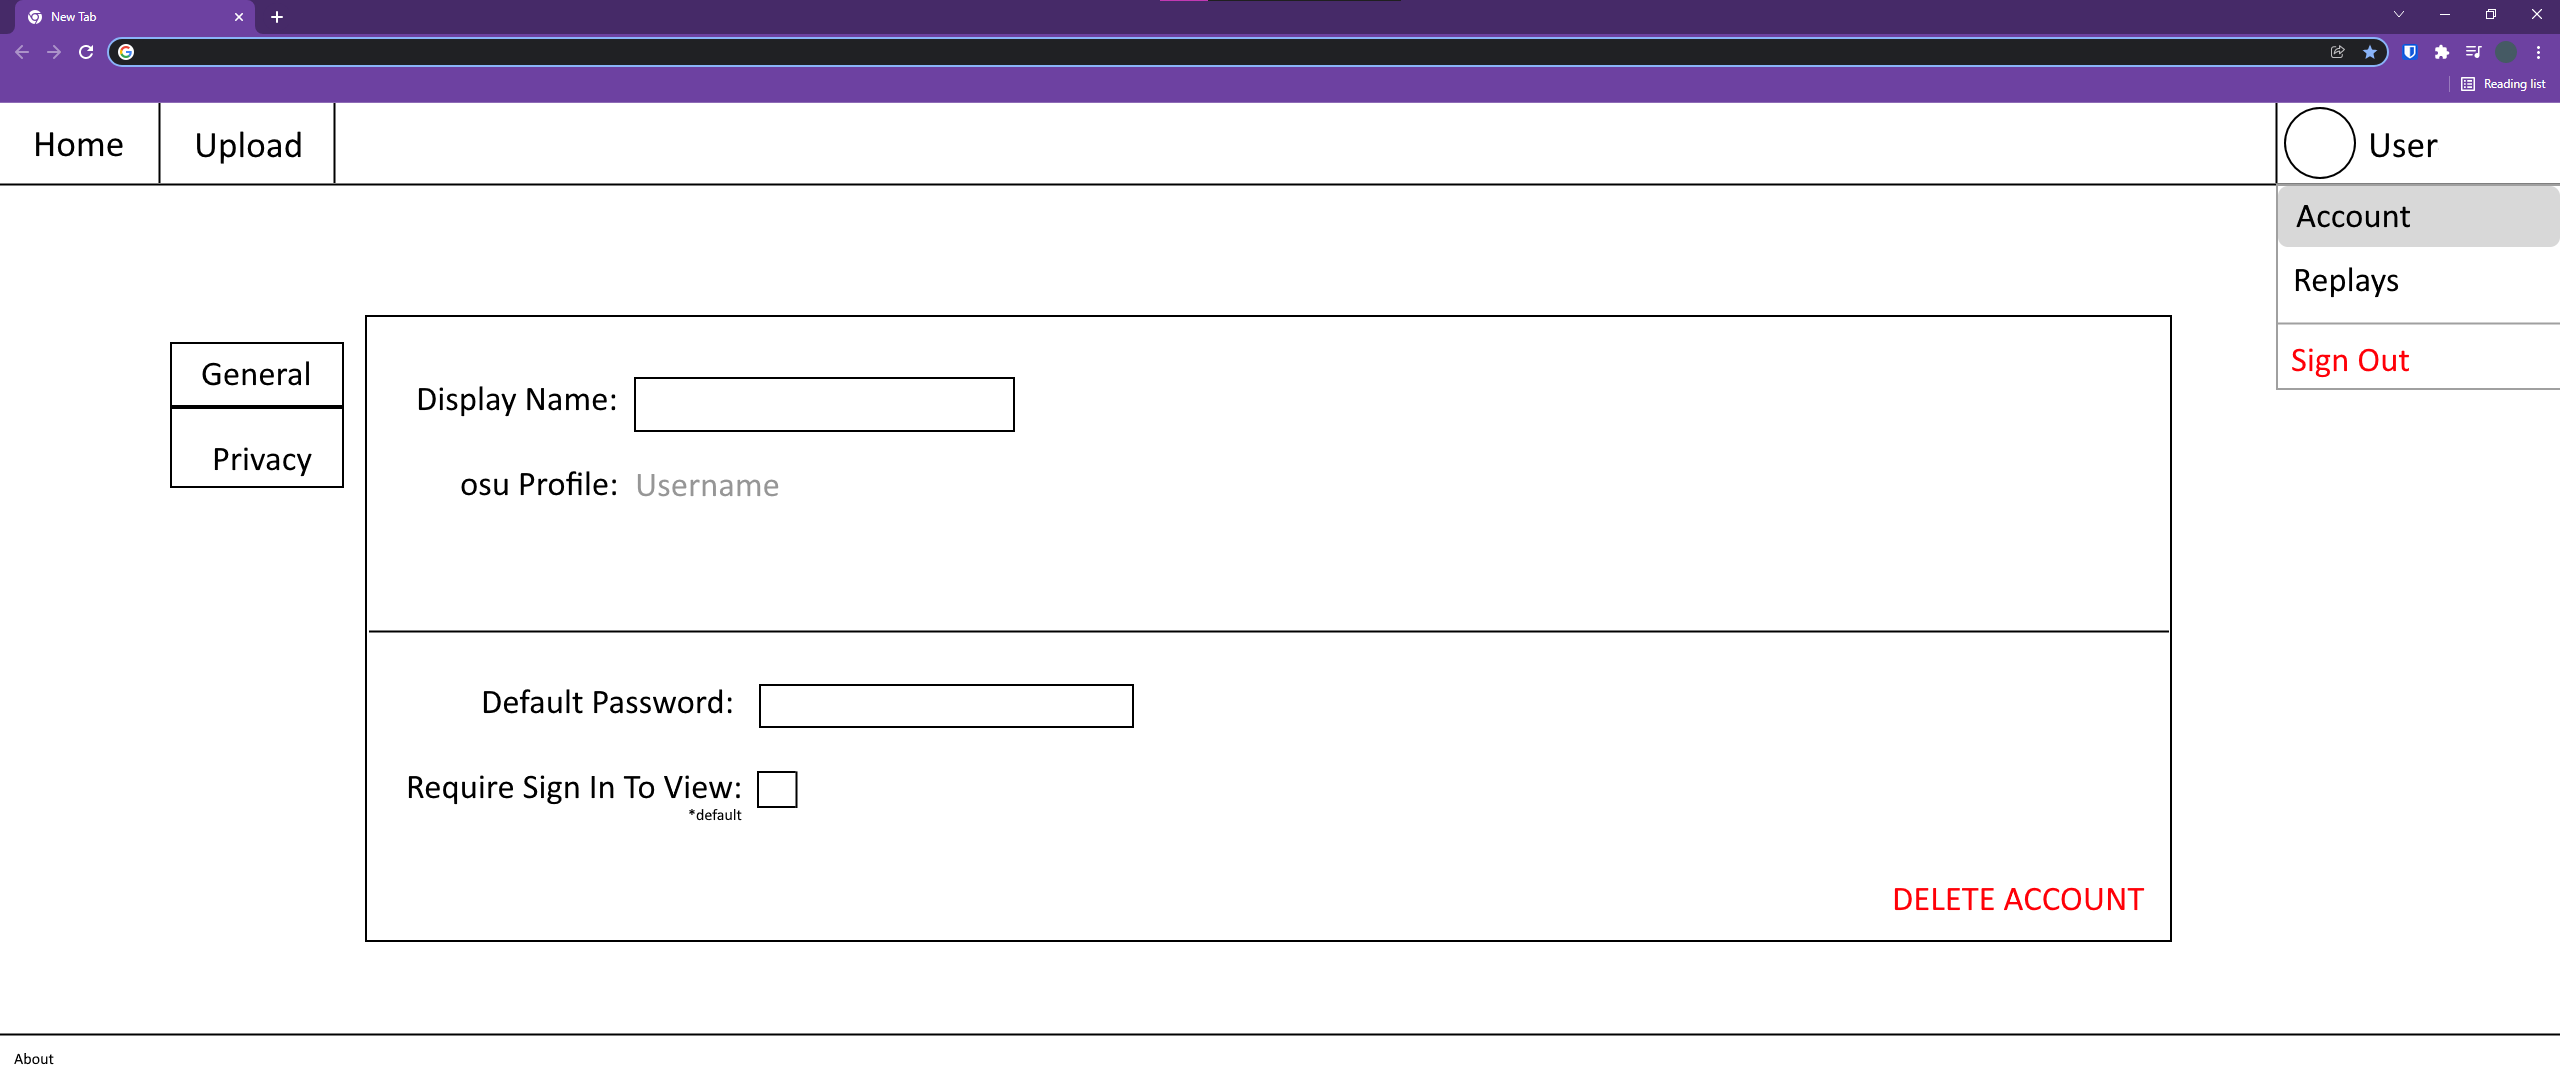 New Tab
Reading list
Home
Upload
User
Account
Replays
Sign Out
General
Privacy
Display Name:
osu Profile: Username
Default Password:
Require Sign In To View:
*default
DELETE ACCOUNT
About